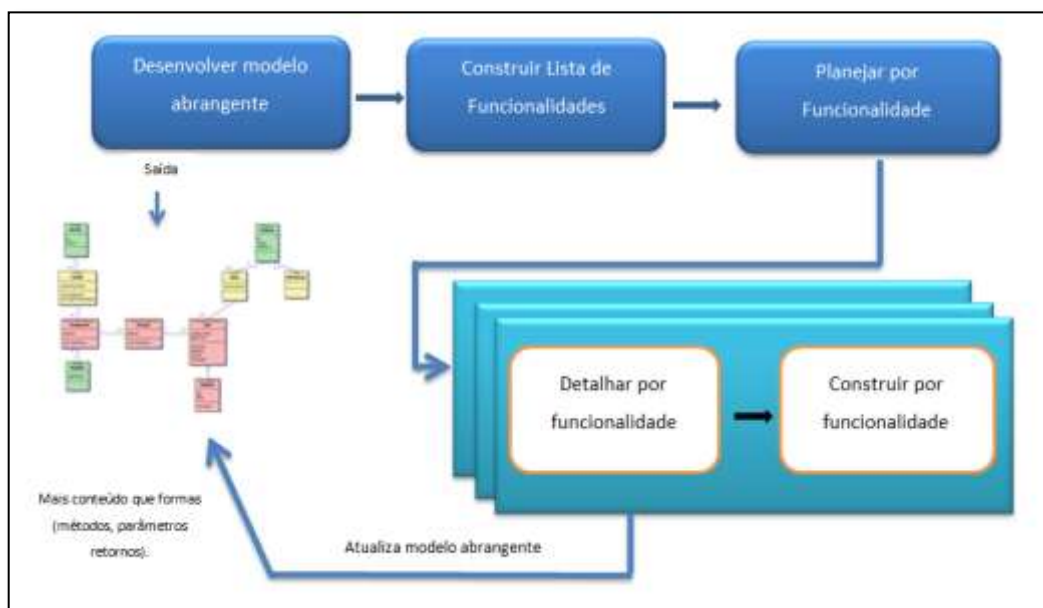 Desenvolver modelo
abrangente
Construir Lista de
Funcionalidades
Planejar por
Funcionalidade
Saída
Detalhar por
funcionalidade
Construir por
funcionalidade
Mais conteúdo que formas
(métodos, parâmetros
retornos).
Atualiza modelo abrangente